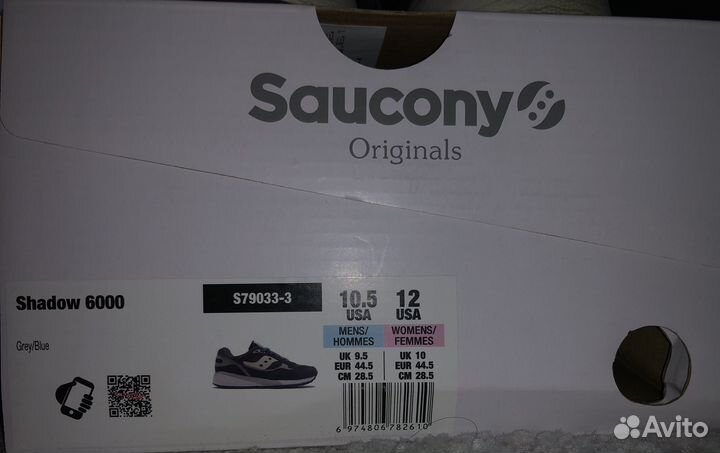 Saucony
Originals
Shadow 6000
S79033-3
10.5 12
USA USA
MENS/ WOMENS/
HOMMES FEMMES
Grey/Blue
UK 9.5 UK 10
EUR 44.5 EUR 44.5
CM 28.5 CM 28.5
6 974806 782610
Avito